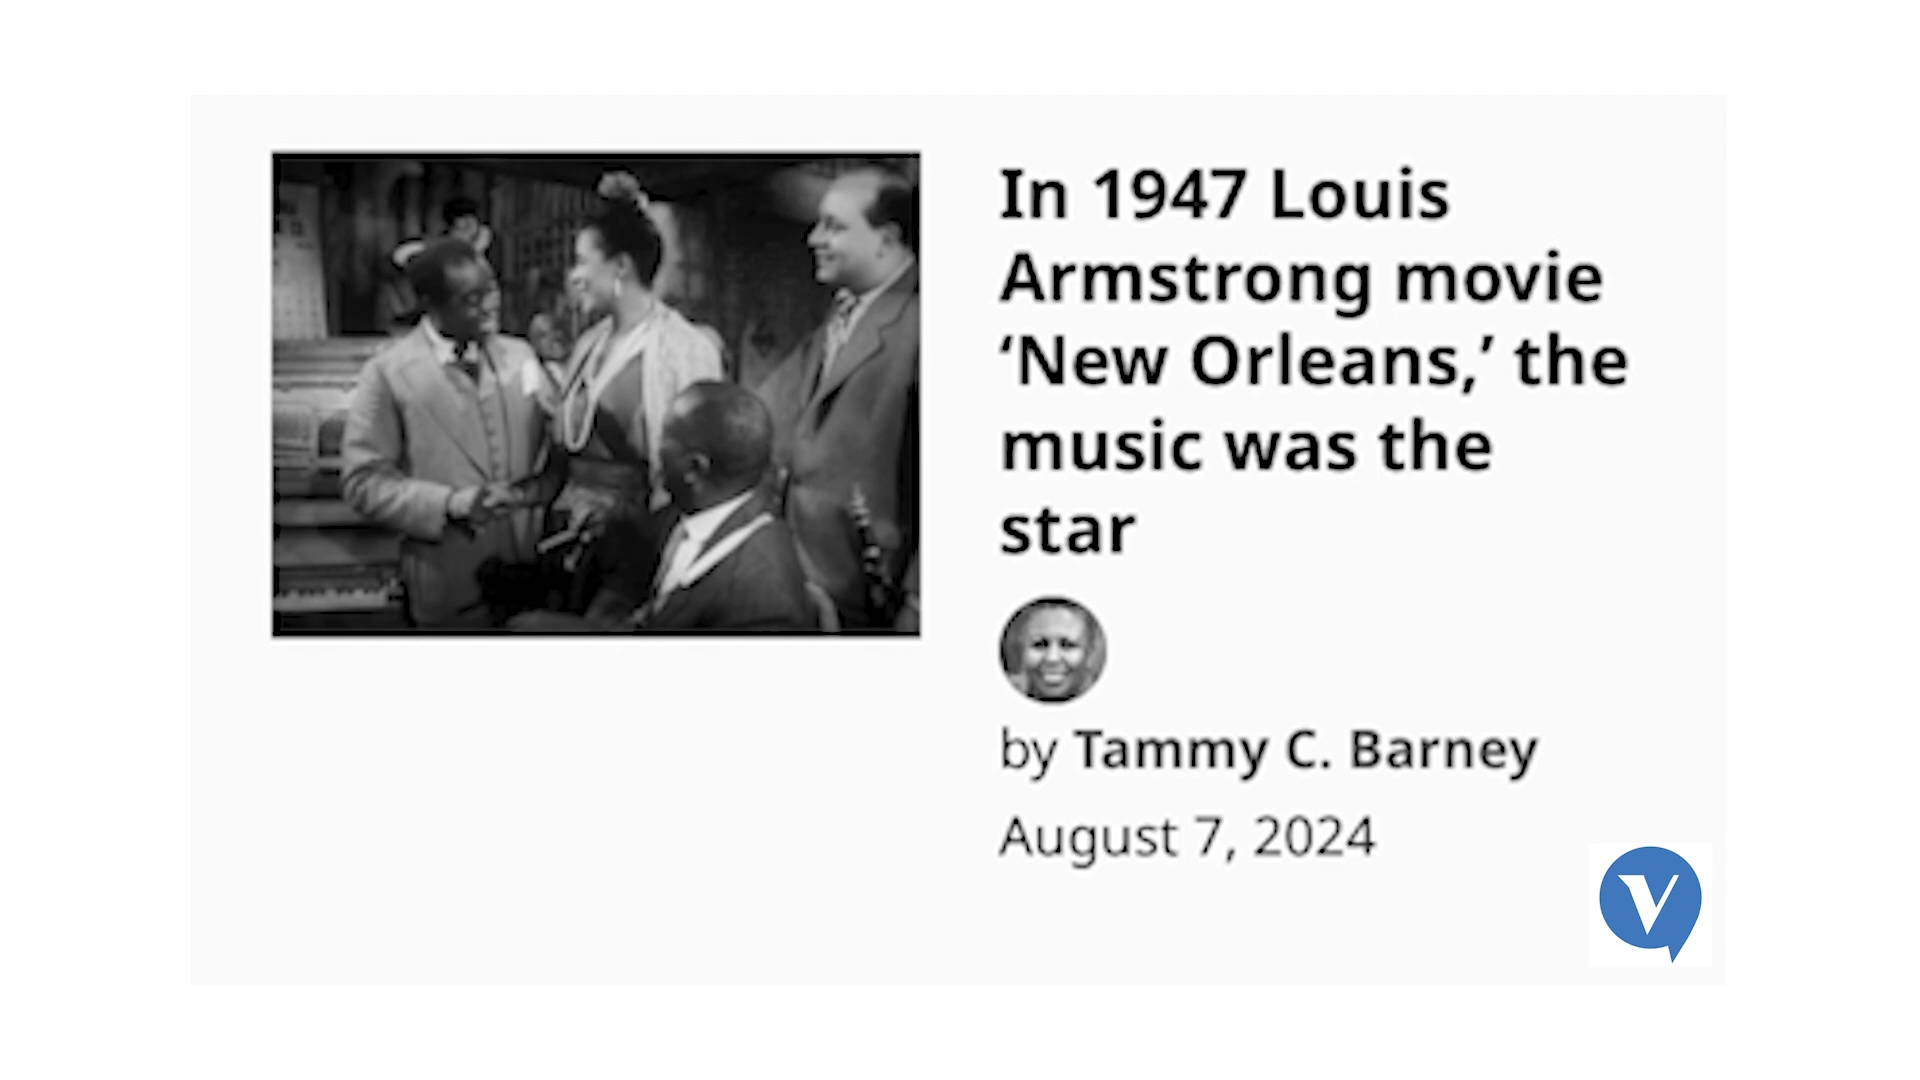 In 1947 Louis
Armstrong movie
‘New Orleans,’ the
music was the
star
by Tammy C. Barney
August 7, 2024
V